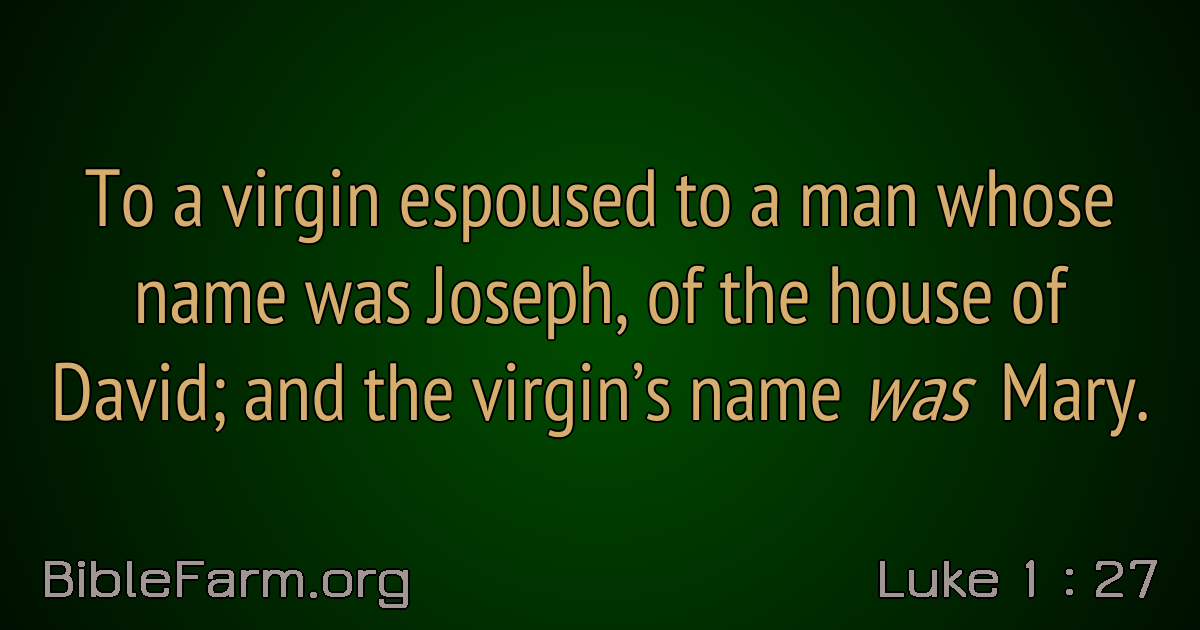 To a virgin espoused to a man whose
name was Joseph, of the house of
David; and the virgin’s name was Mary.
BibleFarm.org
Luke 1 : 27